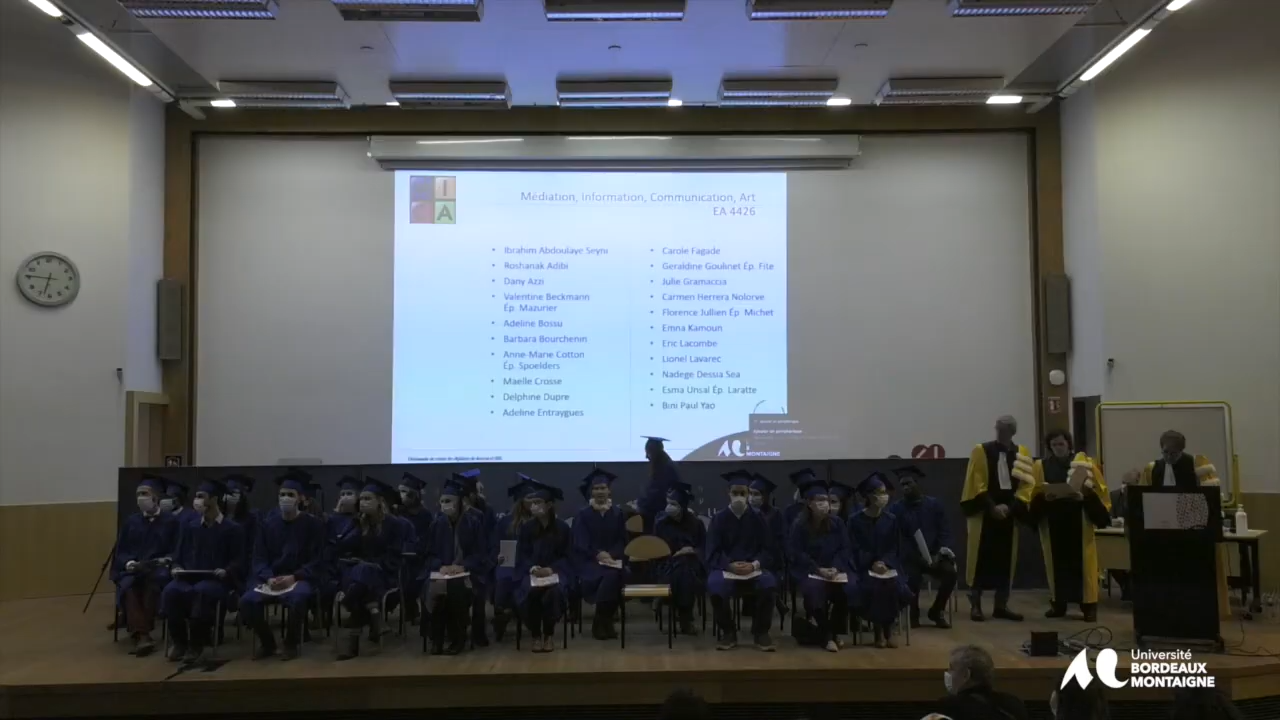 I
A
Médiation, Information, Communication, Art
EA 4426
• Ibrahim Abdoulaye Seyni
• Roshanak Adibi
• Dany Azzi
• Valentine Beckmann
Ép. Mazurier
• Adeline Bossu
• Barbara Bourchenin
• Anne-Marie Cotton
Ép. Spoelders
• Maelle Crosse
• Delphine Dupre
• Adeline Entraygues
• Carole Fagade
• Geraldine Goulinet Ép. Fite
• Julie Gramaccia
• Carmen Herrera Nolorve
• Florence Jullien Ép. Michet
• Emna Kamoun
• Eric Lacombe
• Lionel Lavarec
• Nadege Dessia Sea
• Esma Unsal Ép. Laratte
• Bini Paul Yao
MONTAIGNE
Université
BORDEAUX
MONTAIGNE